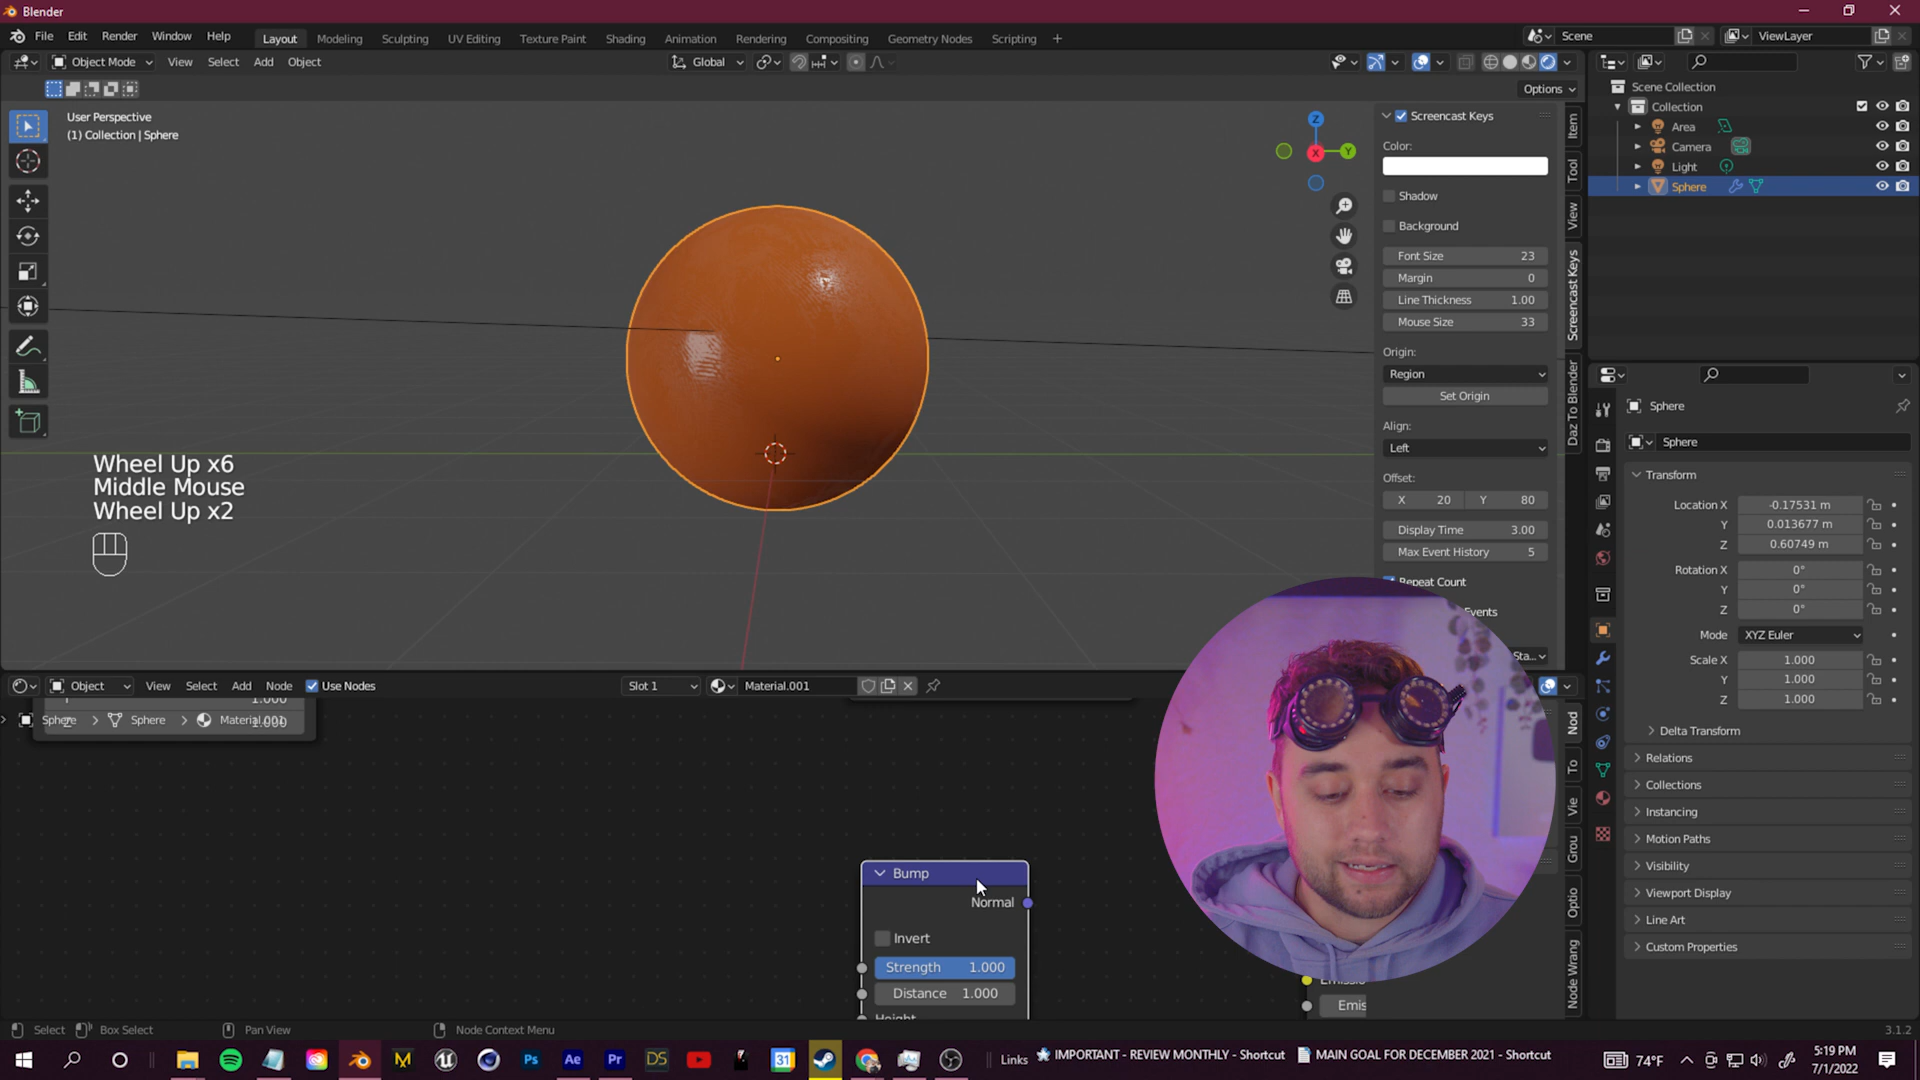 Blender
File Edit Render Window Help
Layout Modeling Sculpting UV Editing Texture Paint Shading Animation Rendering Compositing Geometry Nodes Scripting +
Scene
ViewLayer
Object Mode View Select Add Object
Global
Options
User Perspective
(1) Collection | Sphere
Z
Y
X
Wheel Up x6
Middle Mouse
Wheel Up x2
Screencast Keys
Color:
Shadow
Background
Font Size 23
Margin 0
Line Thickness 1.00
Mouse Size 33
Origin:
Region
Set Origin
Align:
Left
Offset:
X 20 Y 80
Display Time 3.00
Max Event History 5
Repeat Count
Events
Sta...
Item
Tool
View
Screencast Keys
Daz To Blender
Scene Collection
Collection
Area
Camera
Light
Sphere
Sphere
Sphere
Transform
Location X -0.17531 m
Y 0.013677 m
Z 0.60749 m
Rotation X 0°
Y 0°
Z 0°
Mode XYZ Euler
Scale X 1.000
Y 1.000
Z 1.000
Delta Transform
Relations
Collections
Instancing
Motion Paths
Visibility
Viewport Display
Line Art
Custom Properties
Object View Select Add Node Use Nodes
Slot 1
Material.001
1.000
Z 1.000
Sphere > Sphere > Material.001
Bump
Normal
Invert
Strength 1.000
Distance 1.000
Height
Emissio
Emis
Nod
To
Vie
Grou
Optio
Node Wrang
Select Box Select Pan View Node Context Menu
3.1.2
Links IMPORTANT - REVIEW MONTHLY - Shortcut MAIN GOAL FOR DECEMBER 2021 - Shortcut
74°F
5:19 PM
7/1/2022
M
Ps
Ae
Pr
DS
31